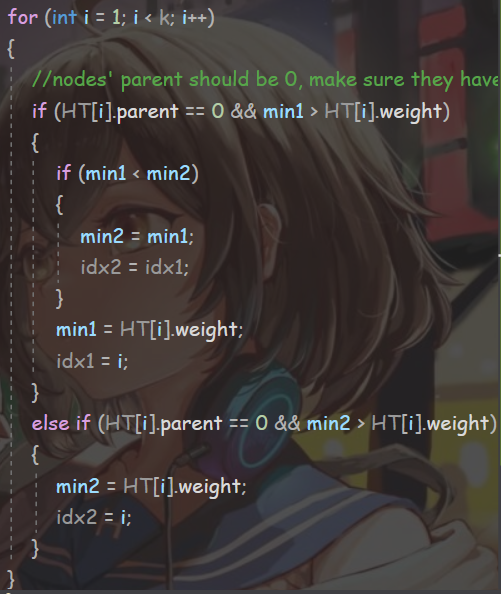 for (int i = 1; i < k; i++)
{
//nodes' parent should be 0, make sure they have
if (HT[i].parent == 0 && min1 > HT[i].weight)
{
if (min1 < min2)
{
min2 = min1;
idx2 = idx1;
}
min1 = HT[i].weight;
idx1 = i;
}
else if (HT[i].parent == 0 && min2 > HT[i].weight)
{
min2 = HT[i].weight;
idx2 = i;
}
}